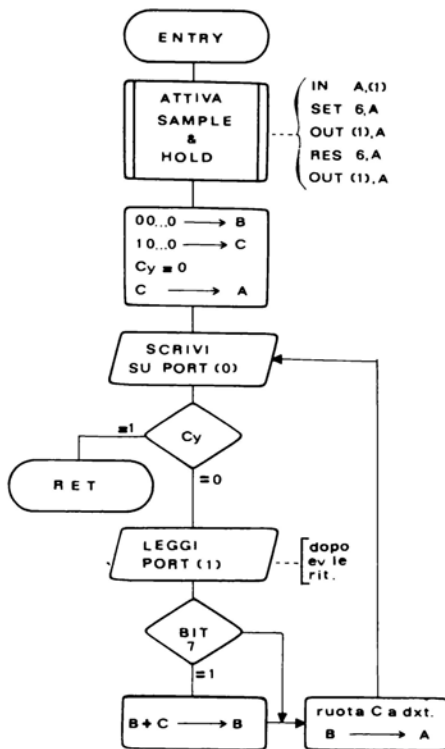 ENTRY
ATTIVA
SAMPLE
&
HOLD
IN A,(1)
SET 6,A
OUT (1),A
RES 6,A
OUT (1),A
00...0 → B
10...0 → C
Cy = 0
C → A
SCRIVI
SU PORT (0)
Cy
=1
RET
=0
LEGGI
PORT (1)
dopo
ev le
rit.
BIT
7
=1
B+C → B
ruota C a dxt.
B → A